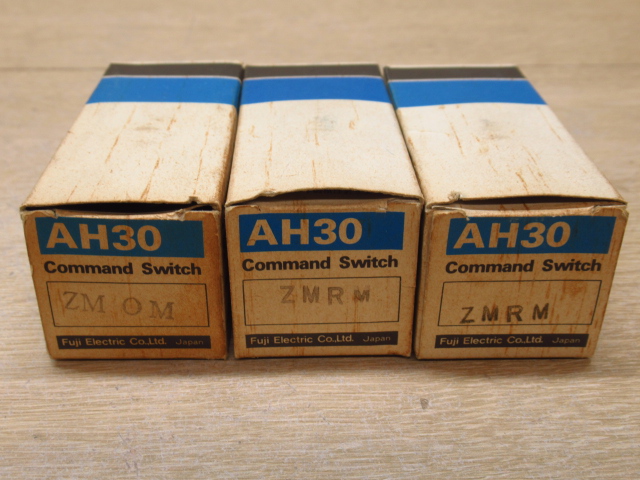 AH30
Command Switch
ZM OM
Fuji Electric Co.,Ltd. Japan
AH30
Command Switch
ZMRM
Fuji Electric Co.,Ltd. Japan
AH30
Command Switch
ZMRM
Fuji Electric Co.,Ltd. Japan